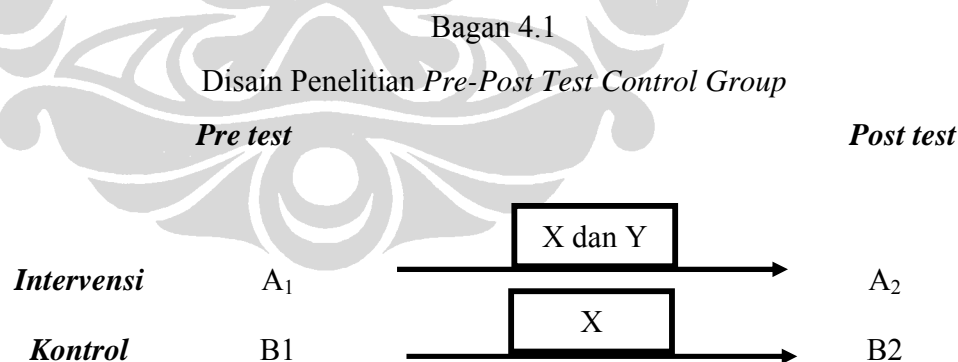 Bagan 4.1
Disain Penelitian Pre-Post Test Control Group
Pre test Post test
X dan Y
Intervensi A₁ A₂
X
Kontrol B1 B2